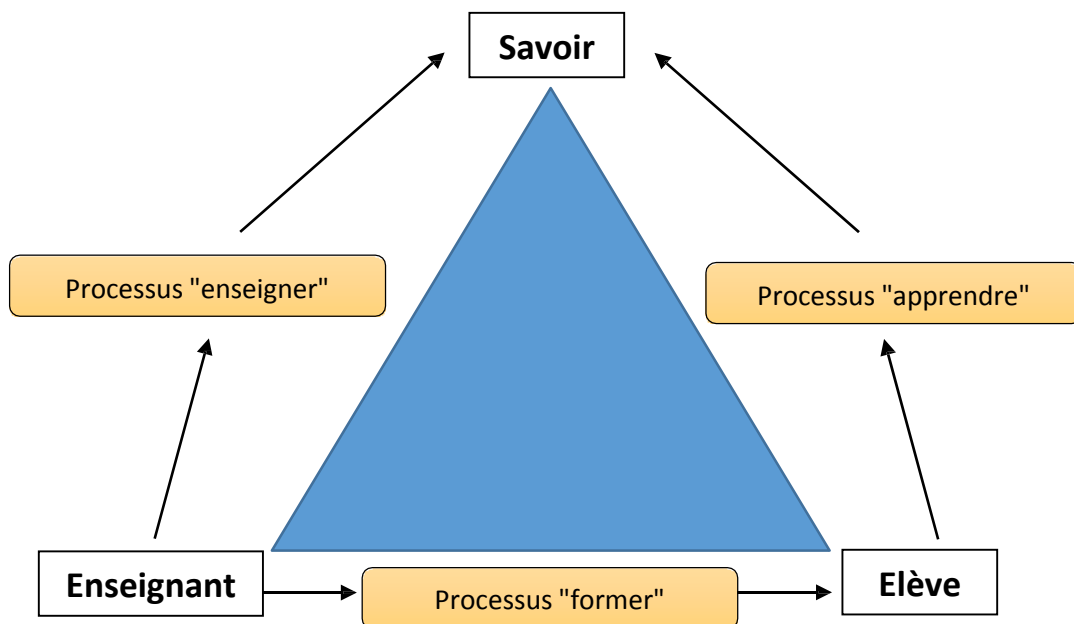 Savoir
Processus "enseigner"
Processus "apprendre"
Enseignant
Processus "former"
Elève